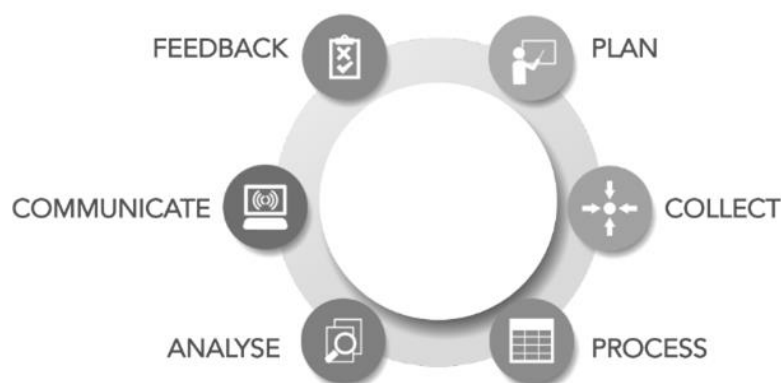 FEEDBACK
PLAN
COMMUNICATE
COLLECT
ANALYSE
PROCESS